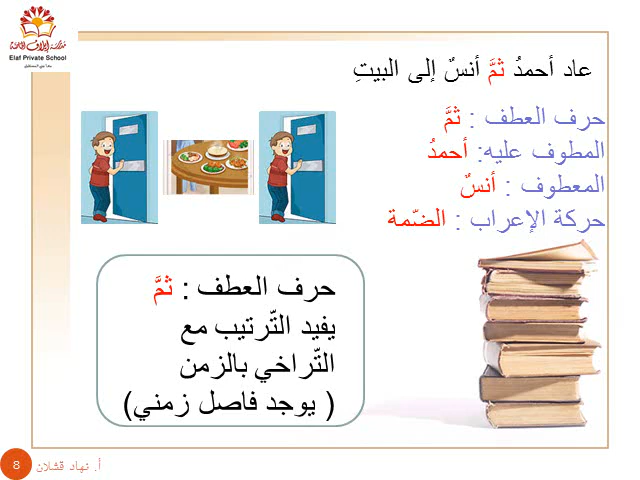 Elaf Private School
عاد أحمدُ ثمَّ أنسٌ إلى البيتِ
حرف العطف : ثمَّ
المطوف عليه: أحمدُ
المعطوف : أنسٌ
حركة الإعراب : الضّمة
حرف العطف : ثمَّ
يفيد التّرتيب مع
التّراخي بالزمن
( يوجد فاصل زمني)
أ. نهاد قشلان
8